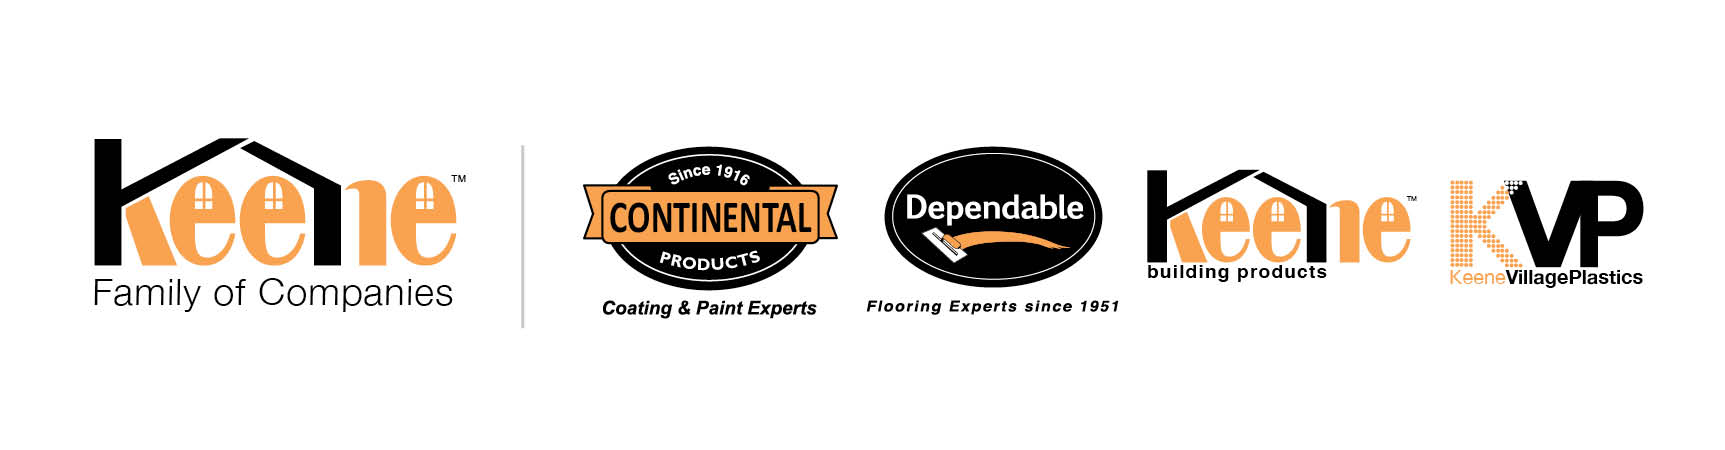 Keene™
Family of Companies
Since 1916
CONTINENTAL
PRODUCTS
Coating & Paint Experts
Dependable
Flooring Experts since 1951
Keene™
building products
KVP
KeeneVillagePlastics